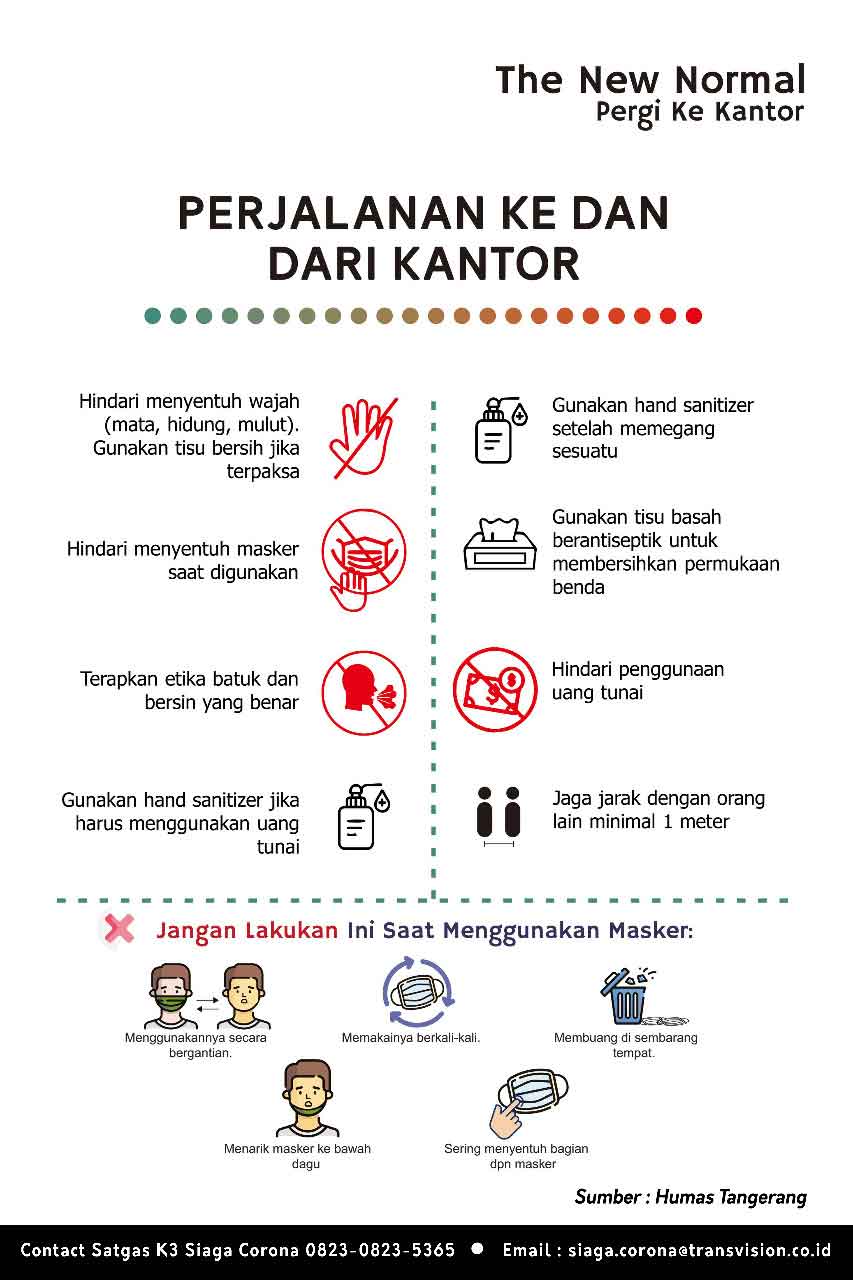 The New Normal
Pergi Ke Kantor
PERJALANAN KE DAN
DARI KANTOR
Hindari menyentuh wajah
(mata, hidung, mulut).
Gunakan tisu bersih jika
terpaksa
Gunakan hand sanitizer
setelah memegang
sesuatu
Hindari menyentuh masker
saat digunakan
Gunakan tisu basah
berantiseptik untuk
membersihkan permukaan
benda
Terapkan etika batuk dan
bersin yang benar
Hindari penggunaan
uang tunai
Gunakan hand sanitizer jika
harus menggunakan uang
tunai
Jaga jarak dengan orang
lain minimal 1 meter
Jangan Lakukan Ini Saat Menggunakan Masker:
Menggunakannya secara
bergantian.
Memakainya berkali-kali.
Membuang di sembarang
tempat.
Menarik masker ke bawah
dagu
Sering menyentuh bagian
dpn masker
Sumber : Humas Tangerang
Contact Satgas K3 Siaga Corona 0823-0823-5365 ● Email : siaga.corona@transvision.co.id